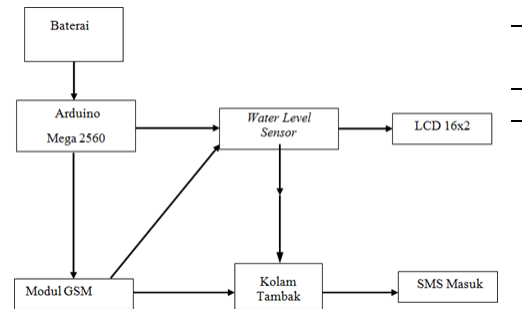 Baterai
Arduino
Mega 2560
Water Level
Sensor
LCD 16x2
Modul GSM
Kolam
Tambak
SMS Masuk